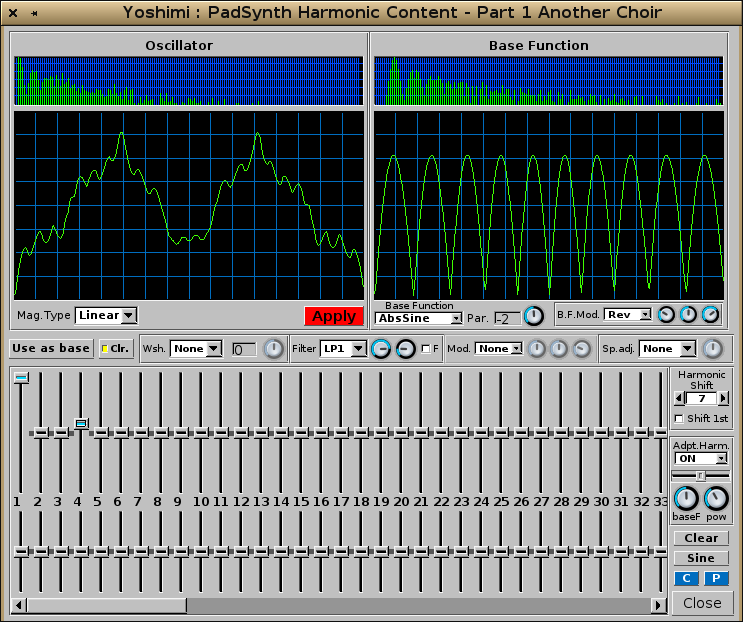 Yoshimi : PadSynth Harmonic Content - Part 1 Another Choir
Oscillator
Base Function
Mag.Type Linear
Apply
Base Function
AbsSine
Par. -2
B.F.Mod. Rev
Use as base
Clr.
Wsh. None
0
Filter LP1
F
Mod. None
Sp.adj. None
Harmonic
Shift
7
Shift 1st
Adpt.Harm.
ON
baseF pow
1 2 3 4 5 6 7 8 9 10 11 12 13 14 15 16 17 18 19 20 21 22 23 24 25 26 27 28 29 30 31 32 33
Clear
Sine
C P
Close